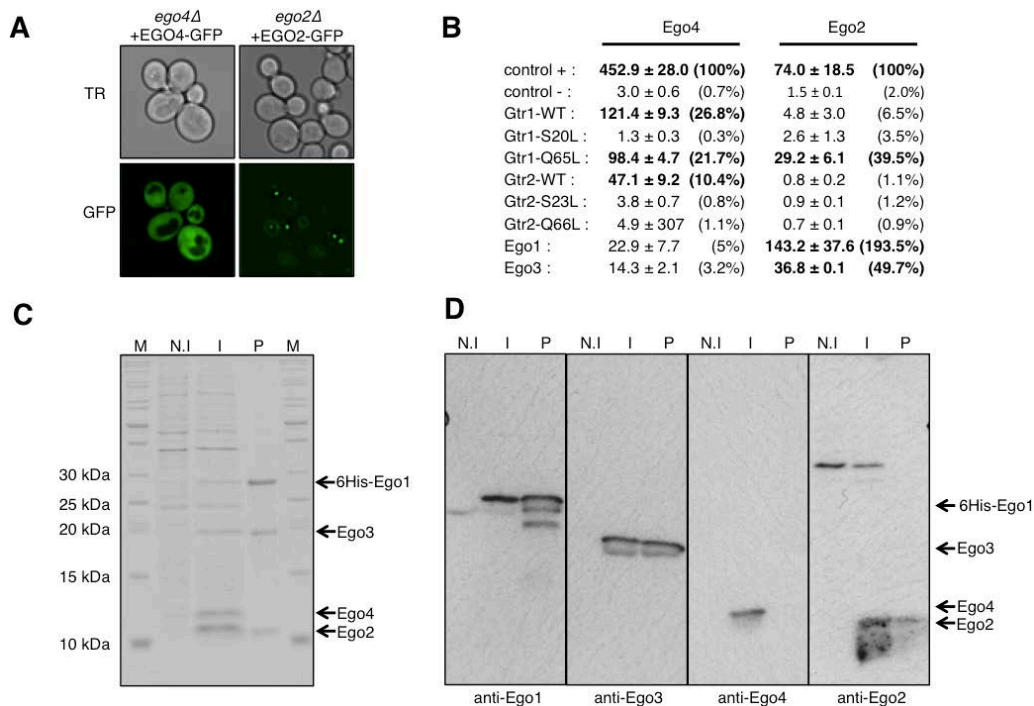 A
ego4Δ
+EGO4-GFP
ego2Δ
+EGO2-GFP
TR
GFP
B
Ego4 Ego2
control + : 452.9 ± 28.0 (100%) 74.0 ± 18.5 (100%)
control - : 3.0 ± 0.6 (0.7%) 1.5 ± 0.1 (2.0%)
Gtr1-WT : 121.4 ± 9.3 (26.8%) 4.8 ± 3.0 (6.5%)
Gtr1-S20L : 1.3 ± 0.3 (0.3%) 2.6 ± 1.3 (3.5%)
Gtr1-Q65L : 98.4 ± 4.7 (21.7%) 29.2 ± 6.1 (39.5%)
Gtr2-WT : 47.1 ± 9.2 (10.4%) 0.8 ± 0.2 (1.1%)
Gtr2-S23L : 3.8 ± 0.7 (0.8%) 0.9 ± 0.1 (1.2%)
Gtr2-Q66L : 4.9 ± 307 (1.1%) 0.7 ± 0.1 (0.9%)
Ego1 : 22.9 ± 7.7 (5%) 143.2 ± 37.6 (193.5%)
Ego3 : 14.3 ± 2.1 (3.2%) 36.8 ± 0.1 (49.7%)
C
M N.I I P M
30 kDa
25 kDa
20 kDa
15 kDa
10 kDa
6His-Ego1
Ego3
Ego4
Ego2
D
N.I I P N.I I P N.I I P N.I I P
6His-Ego1
Ego3
Ego4
Ego2
anti-Ego1 anti-Ego3 anti-Ego4 anti-Ego2